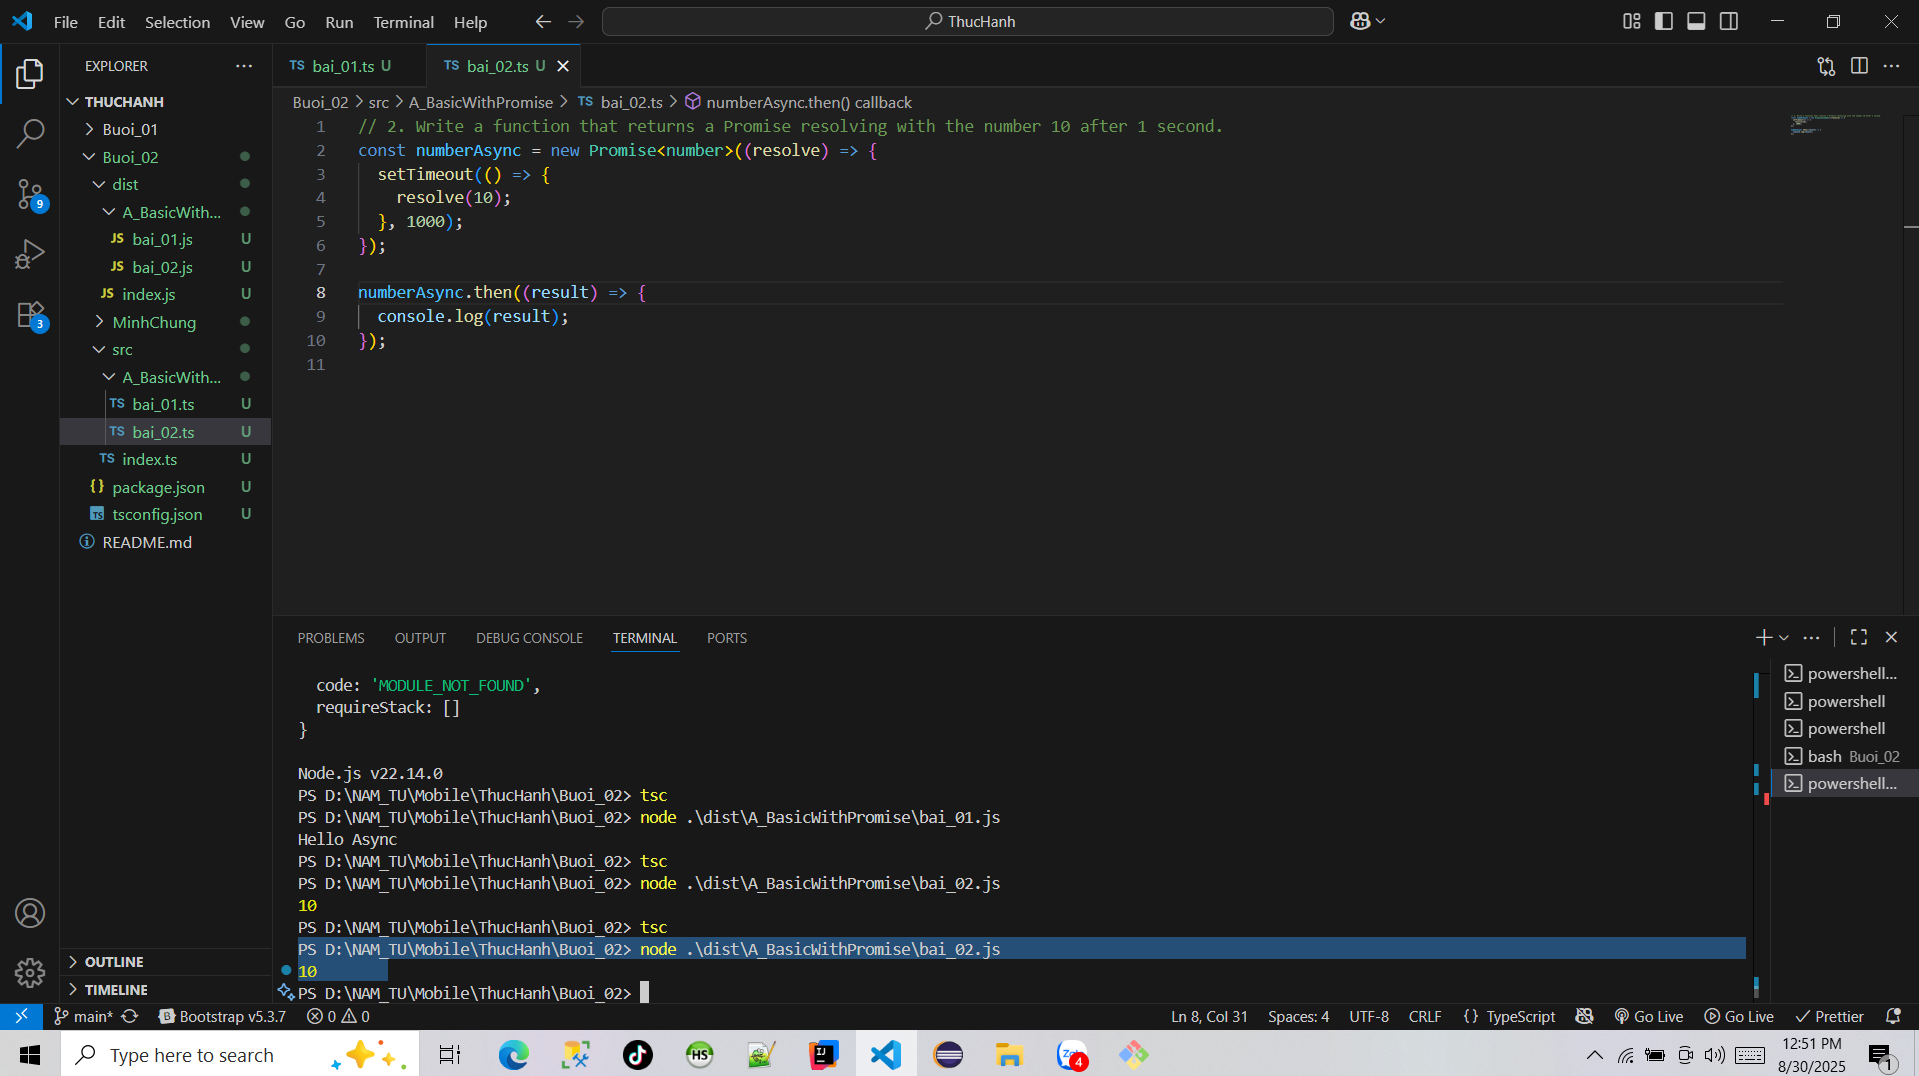 File Edit Selection View Go Run Terminal Help
ThucHanh
EXPLORER
THUCHANH
Buoi_01
Buoi_02
dist
A_BasicWith...
JS bai_01.js U
JS bai_02.js U
JS index.js U
MinhChung
src
A_BasicWith...
TS bai_01.ts U
TS bai_02.ts U
TS index.ts U
{} package.json U
TS tsconfig.json U
README.md
OUTLINE
TIMELINE
9
3
TS bai_01.ts U
TS bai_02.ts U
Buoi_02 > src > A_BasicWithPromise > TS bai_02.ts > numberAsync.then() callback
1 // 2. Write a function that returns a Promise resolving with the number 10 after 1 second.
2 const numberAsync = new Promise<number>((resolve) => {
3 setTimeout(() => {
4 resolve(10);
5 }, 1000);
6 });
7
8 numberAsync.then((result) => {
9 console.log(result);
10 });
11
PROBLEMS OUTPUT DEBUG CONSOLE TERMINAL PORTS
code: 'MODULE_NOT_FOUND',
requireStack: []
}
Node.js v22.14.0
PS D:\NAM_TU\Mobile\ThucHanh\Buoi_02> tsc
PS D:\NAM_TU\Mobile\ThucHanh\Buoi_02> node .\dist\A_BasicWithPromise\bai_01.js
Hello Async
PS D:\NAM_TU\Mobile\ThucHanh\Buoi_02> tsc
PS D:\NAM_TU\Mobile\ThucHanh\Buoi_02> node .\dist\A_BasicWithPromise\bai_02.js
10
PS D:\NAM_TU\Mobile\ThucHanh\Buoi_02> tsc
PS D:\NAM_TU\Mobile\ThucHanh\Buoi_02> node .\dist\A_BasicWithPromise\bai_02.js
10
PS D:\NAM_TU\Mobile\ThucHanh\Buoi_02>
powershell...
powershell
powershell
bash Buoi_02
powershell...
main* Bootstrap v5.3.7 0 0
Ln 8, Col 31 Spaces: 4 UTF-8 CRLF {} TypeScript Go Live Go Live Prettier
Type here to search
HS
IJ
4
12:51 PM
8/30/2025
1